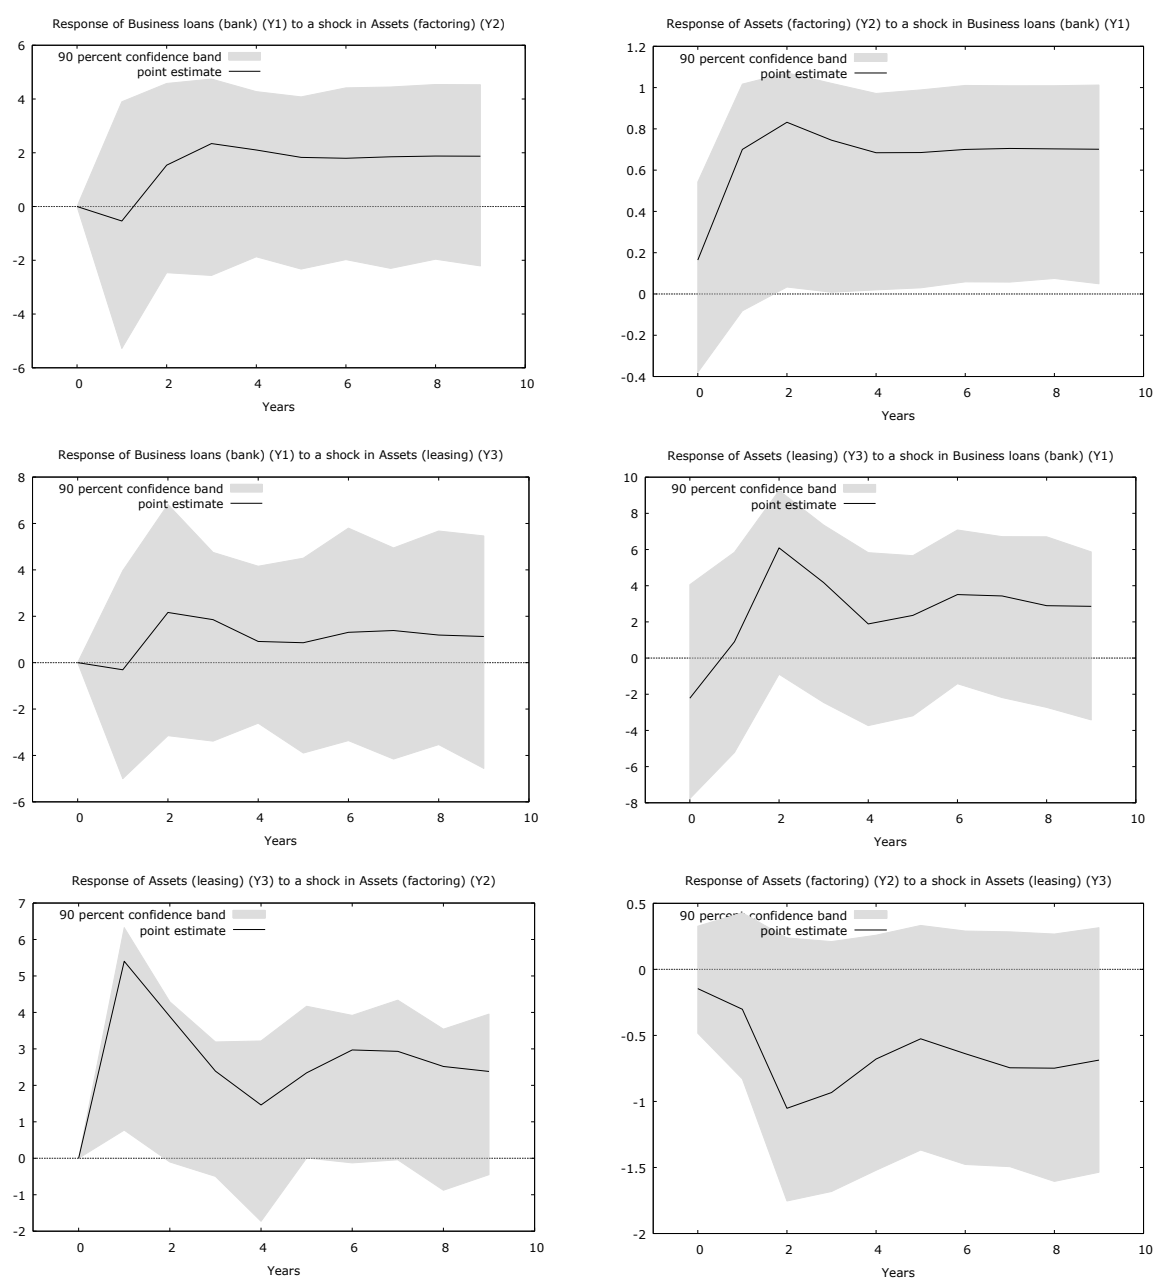 Response of Business loans (bank) (Y1) to a shock in Assets (factoring) (Y2)
90 percent confidence band
point estimate
6
4
2
0
-2
-4
-6
0 2 4 6 8 10
Years
Response of Assets (factoring) (Y2) to a shock in Business loans (bank) (Y1)
90 percent confidence band
point estimate
1.2
1
0.8
0.6
0.4
0.2
0
-0.2
-0.4
0 2 4 6 8 10
Years
Response of Business loans (bank) (Y1) to a shock in Assets (leasing) (Y3)
90 percent confidence band
point estimate
8
6
4
2
0
-2
-4
-6
0 2 4 6 8 10
Years
Response of Assets (leasing) (Y3) to a shock in Business loans (bank) (Y1)
90 percent confidence band
point estimate
10
8
6
4
2
0
-2
-4
-6
-8
0 2 4 6 8 10
Years
Response of Assets (leasing) (Y3) to a shock in Assets (factoring) (Y2)
90 percent confidence band
point estimate
7
6
5
4
3
2
1
0
-1
-2
0 2 4 6 8 10
Years
Response of Assets (factoring) (Y2) to a shock in Assets (leasing) (Y3)
90 percent confidence band
point estimate
0.5
0
-0.5
-1
-1.5
-2
0 2 4 6 8 10
Years